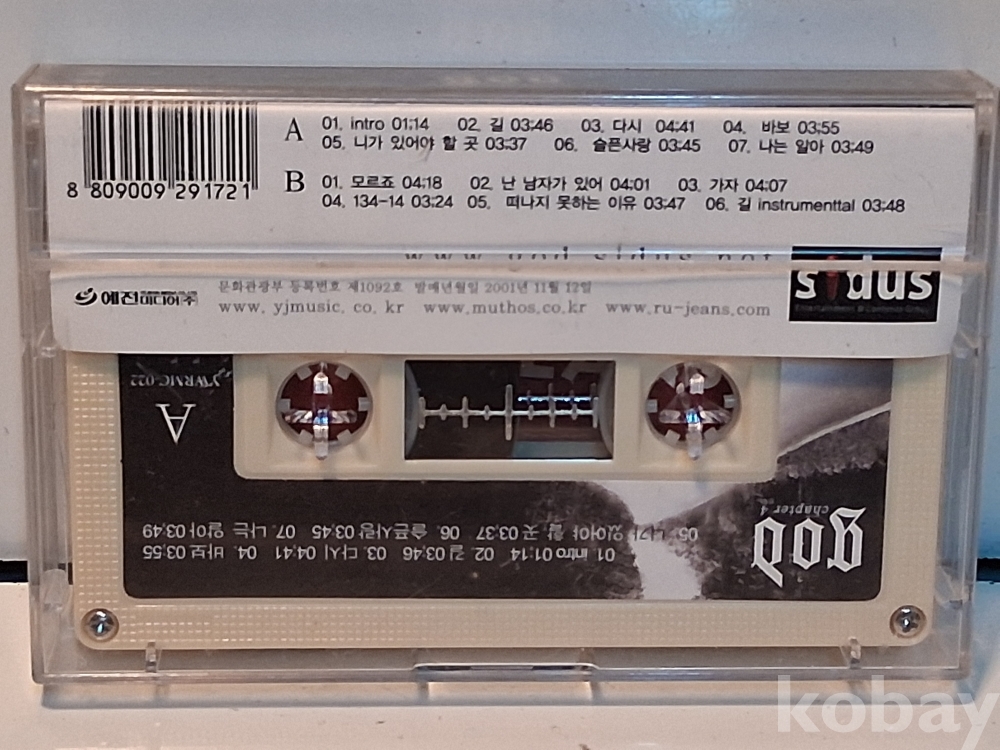 A
01. intro 01:14 02. 길 03:46 03. 다시 04:41 04. 바보 03:55
05. 니가 있어야 할 곳 03:37 06. 슬픈사랑 03:45 07. 나는 알아 03:49
8 809009 291721
B
01. 모르죠 04:18 02. 난 남자가 있어 04:01 03. 가자 04:07
04. 134-14 03:24 05. 떠나지 못하는 이유 03:47 06. 길 instrumenttal 03:48
sidus
예전미디어㈜
문화관광부 등록번호 제1092호 발매년월일 2001년 11월 12일
www.yjmusic.co.kr www.muthos.co.kr www.ru-jeans.com
YWRMC-022
A
god
chapter 4
01 intro 01:14 02. 길 03:46 03. 다시 04:41 04. 바보 03:55
05. 니가 있어야 할 곳 03:37 06. 슬픈사랑 03:45 07. 나는 알아 03:49
kobay